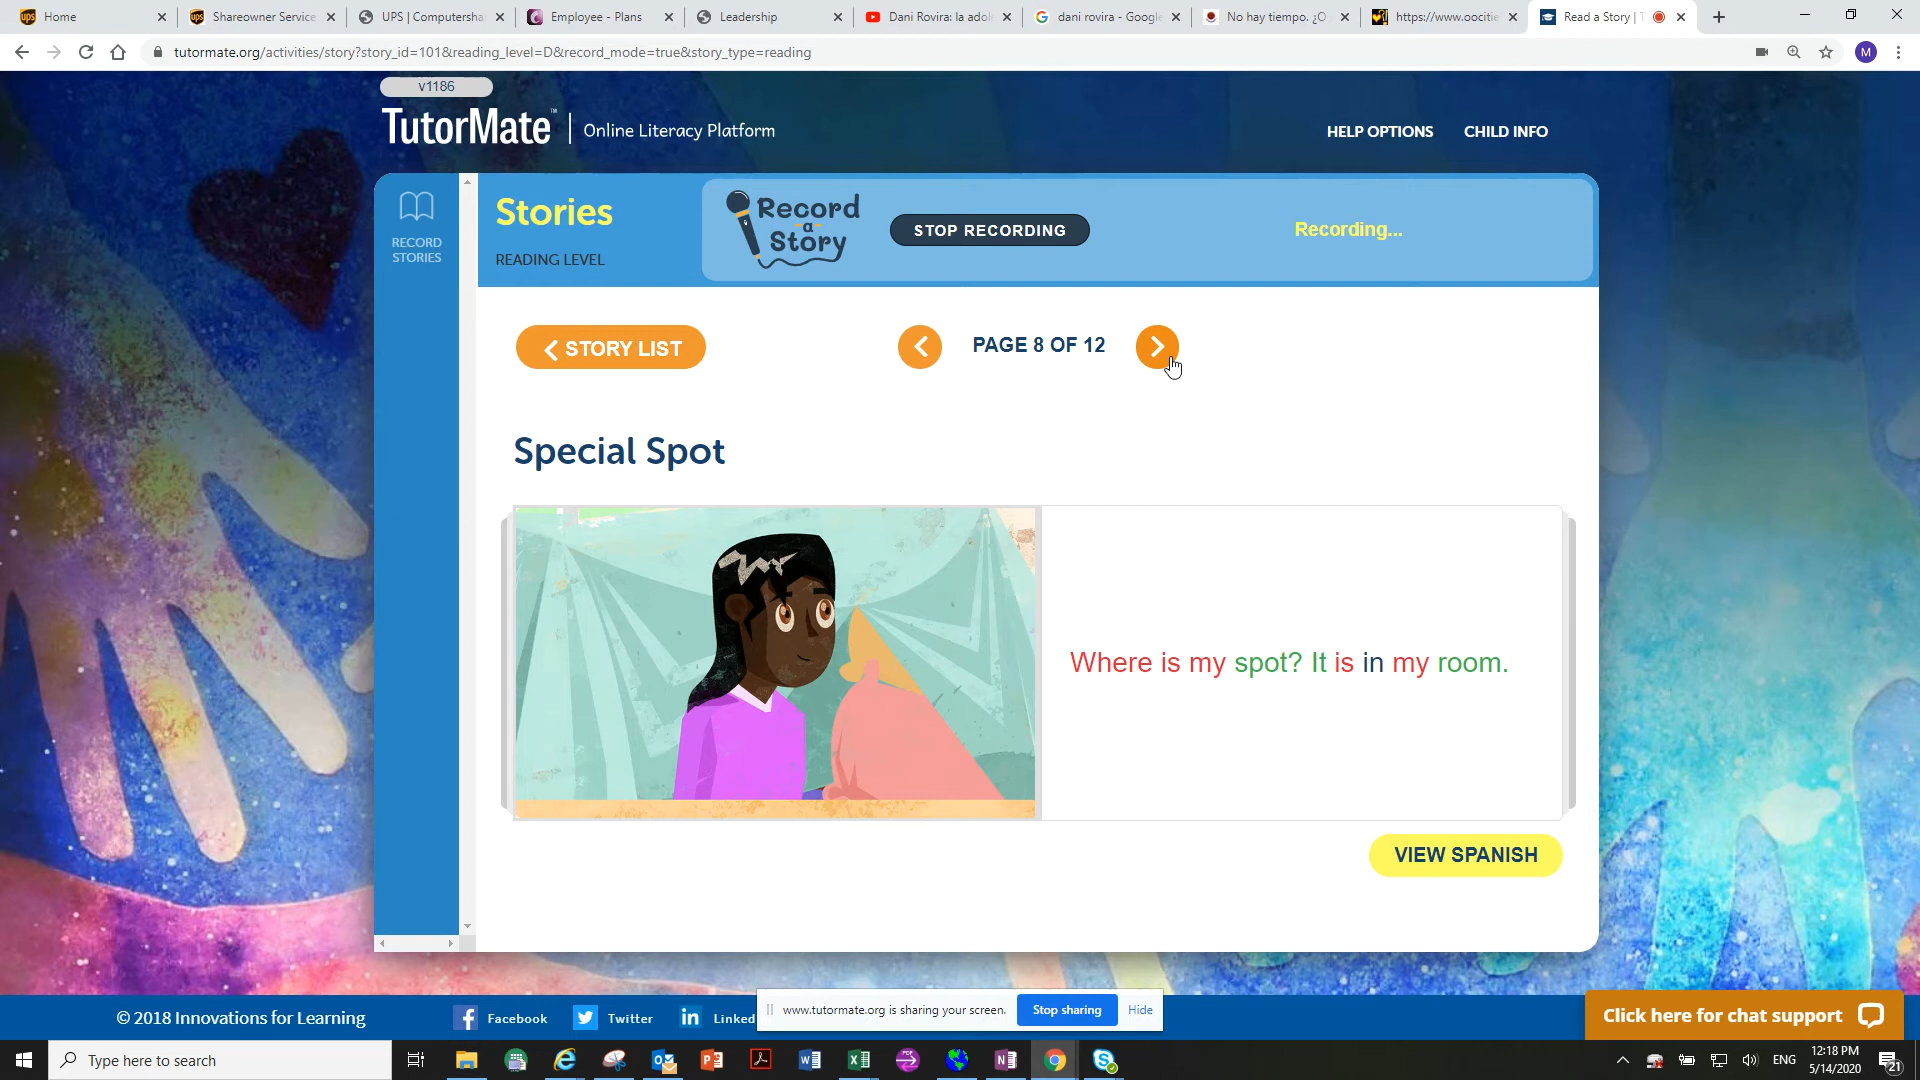 Home
Shareowner Service
UPS | Computersha
Employee - Plans
Leadership
Dani Rovira: la adol
dani rovira - Google
No hay tiempo. ¿O
https://www.oocitie
Read a Story | T
tutormate.org/activities/story?story_id=101&reading_level=D&record_mode=true&story_type=reading
M
v1186
TutorMate™ | Online Literacy Platform
HELP OPTIONS
CHILD INFO
RECORD
STORIES
Stories
READING LEVEL
Record
a
Story
STOP RECORDING
Recording...
STORY LIST
PAGE 8 OF 12
Special Spot
Where is my spot? It is in my room.
VIEW SPANISH
© 2018 Innovations for Learning
Facebook
Twitter
Linked
www.tutormate.org is sharing your screen.
Stop sharing
Hide
Click here for chat support
Type here to search
ENG
12:18 PM
5/14/2020
21